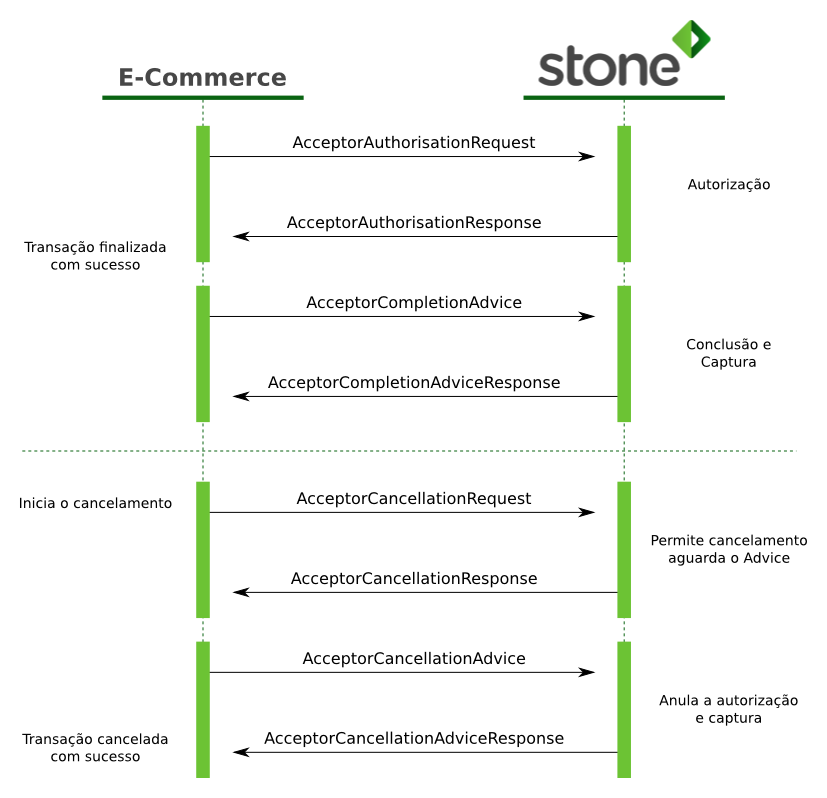 E-Commerce
stone
AcceptorAuthorisationRequest
Autorização
AcceptorAuthorisationResponse
Transação finalizada
com sucesso
AcceptorCompletionAdvice
Conclusão e
Captura
AcceptorCompletionAdviceResponse
Inicia o cancelamento
AcceptorCancellationRequest
Permite cancelamento
aguarda o Advice
AcceptorCancellationResponse
AcceptorCancellationAdvice
Anula a autorização
e captura
AcceptorCancellationAdviceResponse
Transação cancelada
com sucesso